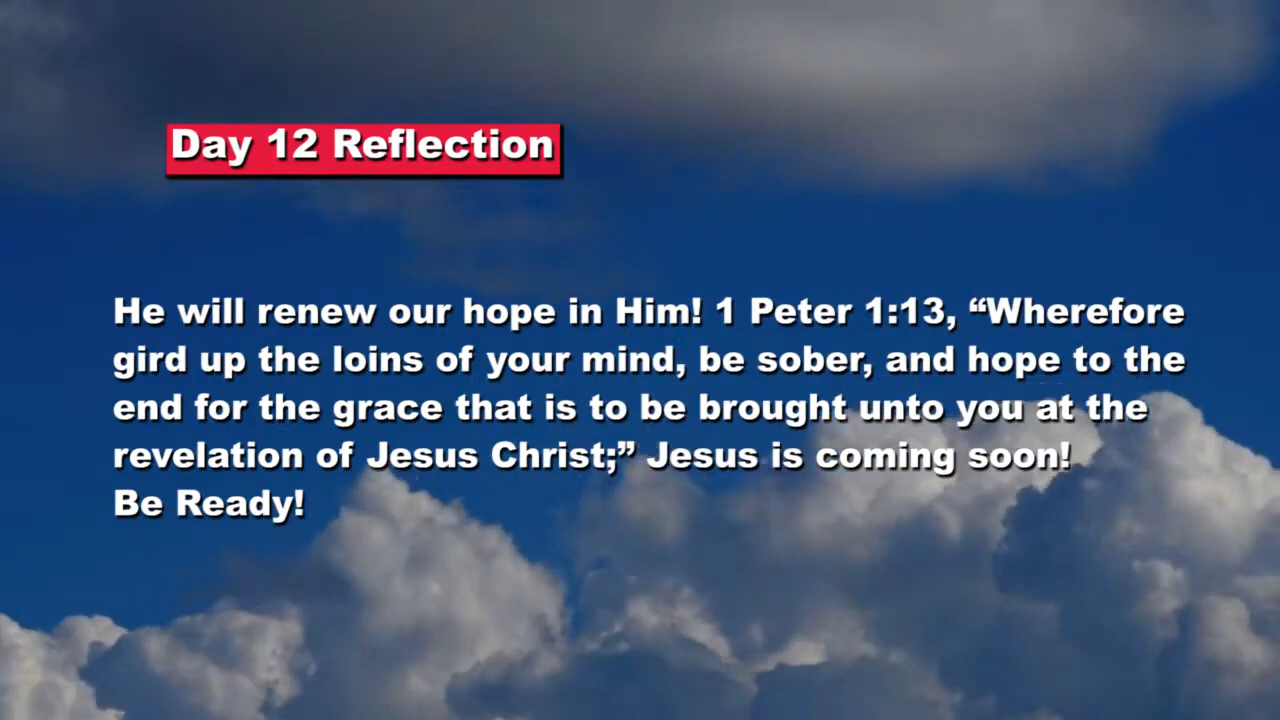 Day 12 Reflection
He will renew our hope in Him! 1 Peter 1:13, “Wherefore
gird up the loins of your mind, be sober, and hope to the
end for the grace that is to be brought unto you at the
revelation of Jesus Christ;” Jesus is coming soon!
Be Ready!